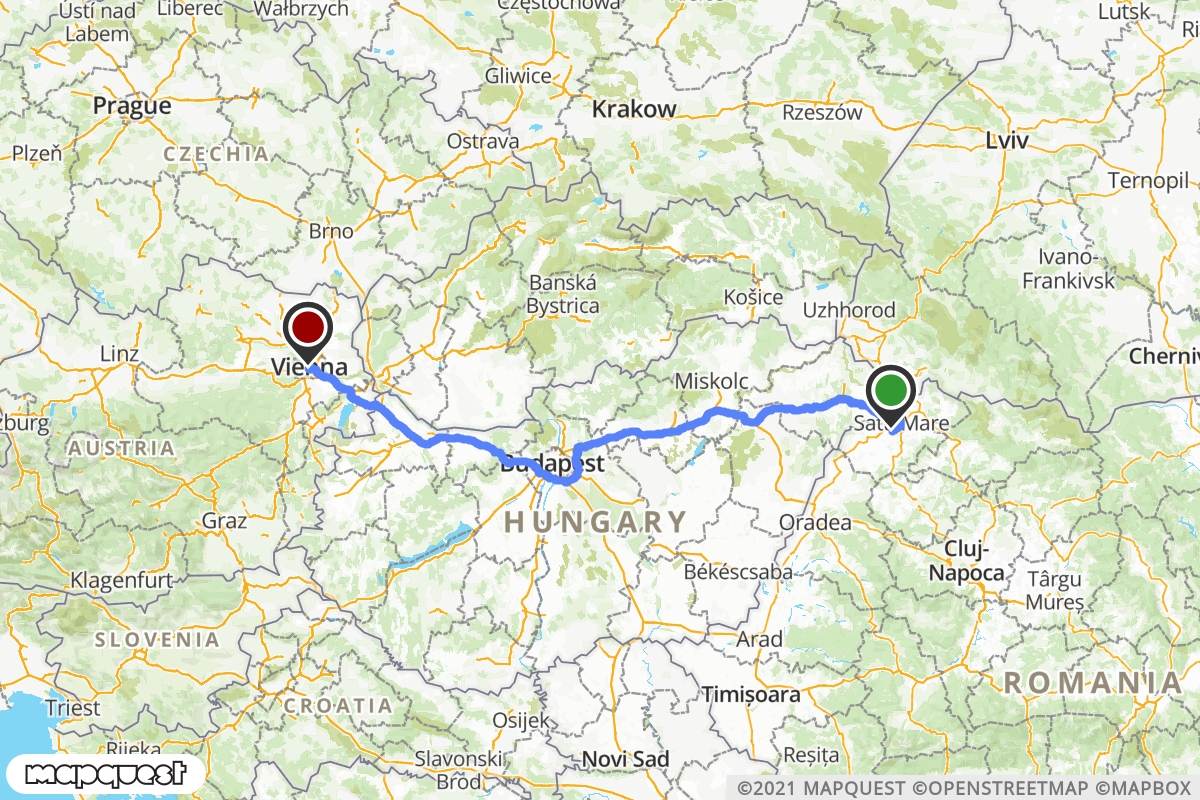 Ústí nad
Labem
Liberec
Wałbrzych
Częstochowa
Lutsk
Gliwice
Prague
Krakow
Rzeszów
Plzeň
CZECHIA
Ostrava
Lviv
Ternopil
Brno
Ivano-
Frankivsk
Banská
Bystrica
Košice
Uzhhorod
Linz
Vienna
Miskolc
Satu Mare
AUSTRIA
Budapest
Graz
HUNGARY
Oradea
Cluj-
Napoca
Klagenfurt
Békéscsaba
Târgu
Mureș
SLOVENIA
Arad
ROMANIA
Timișoara
Triest
CROATIA
Osijek
Rijeka
Slavonski
Brod
Novi Sad
Reșița
mapquest
©2021 MAPQUEST ©OPENSTREETMAP ©MAPBOX